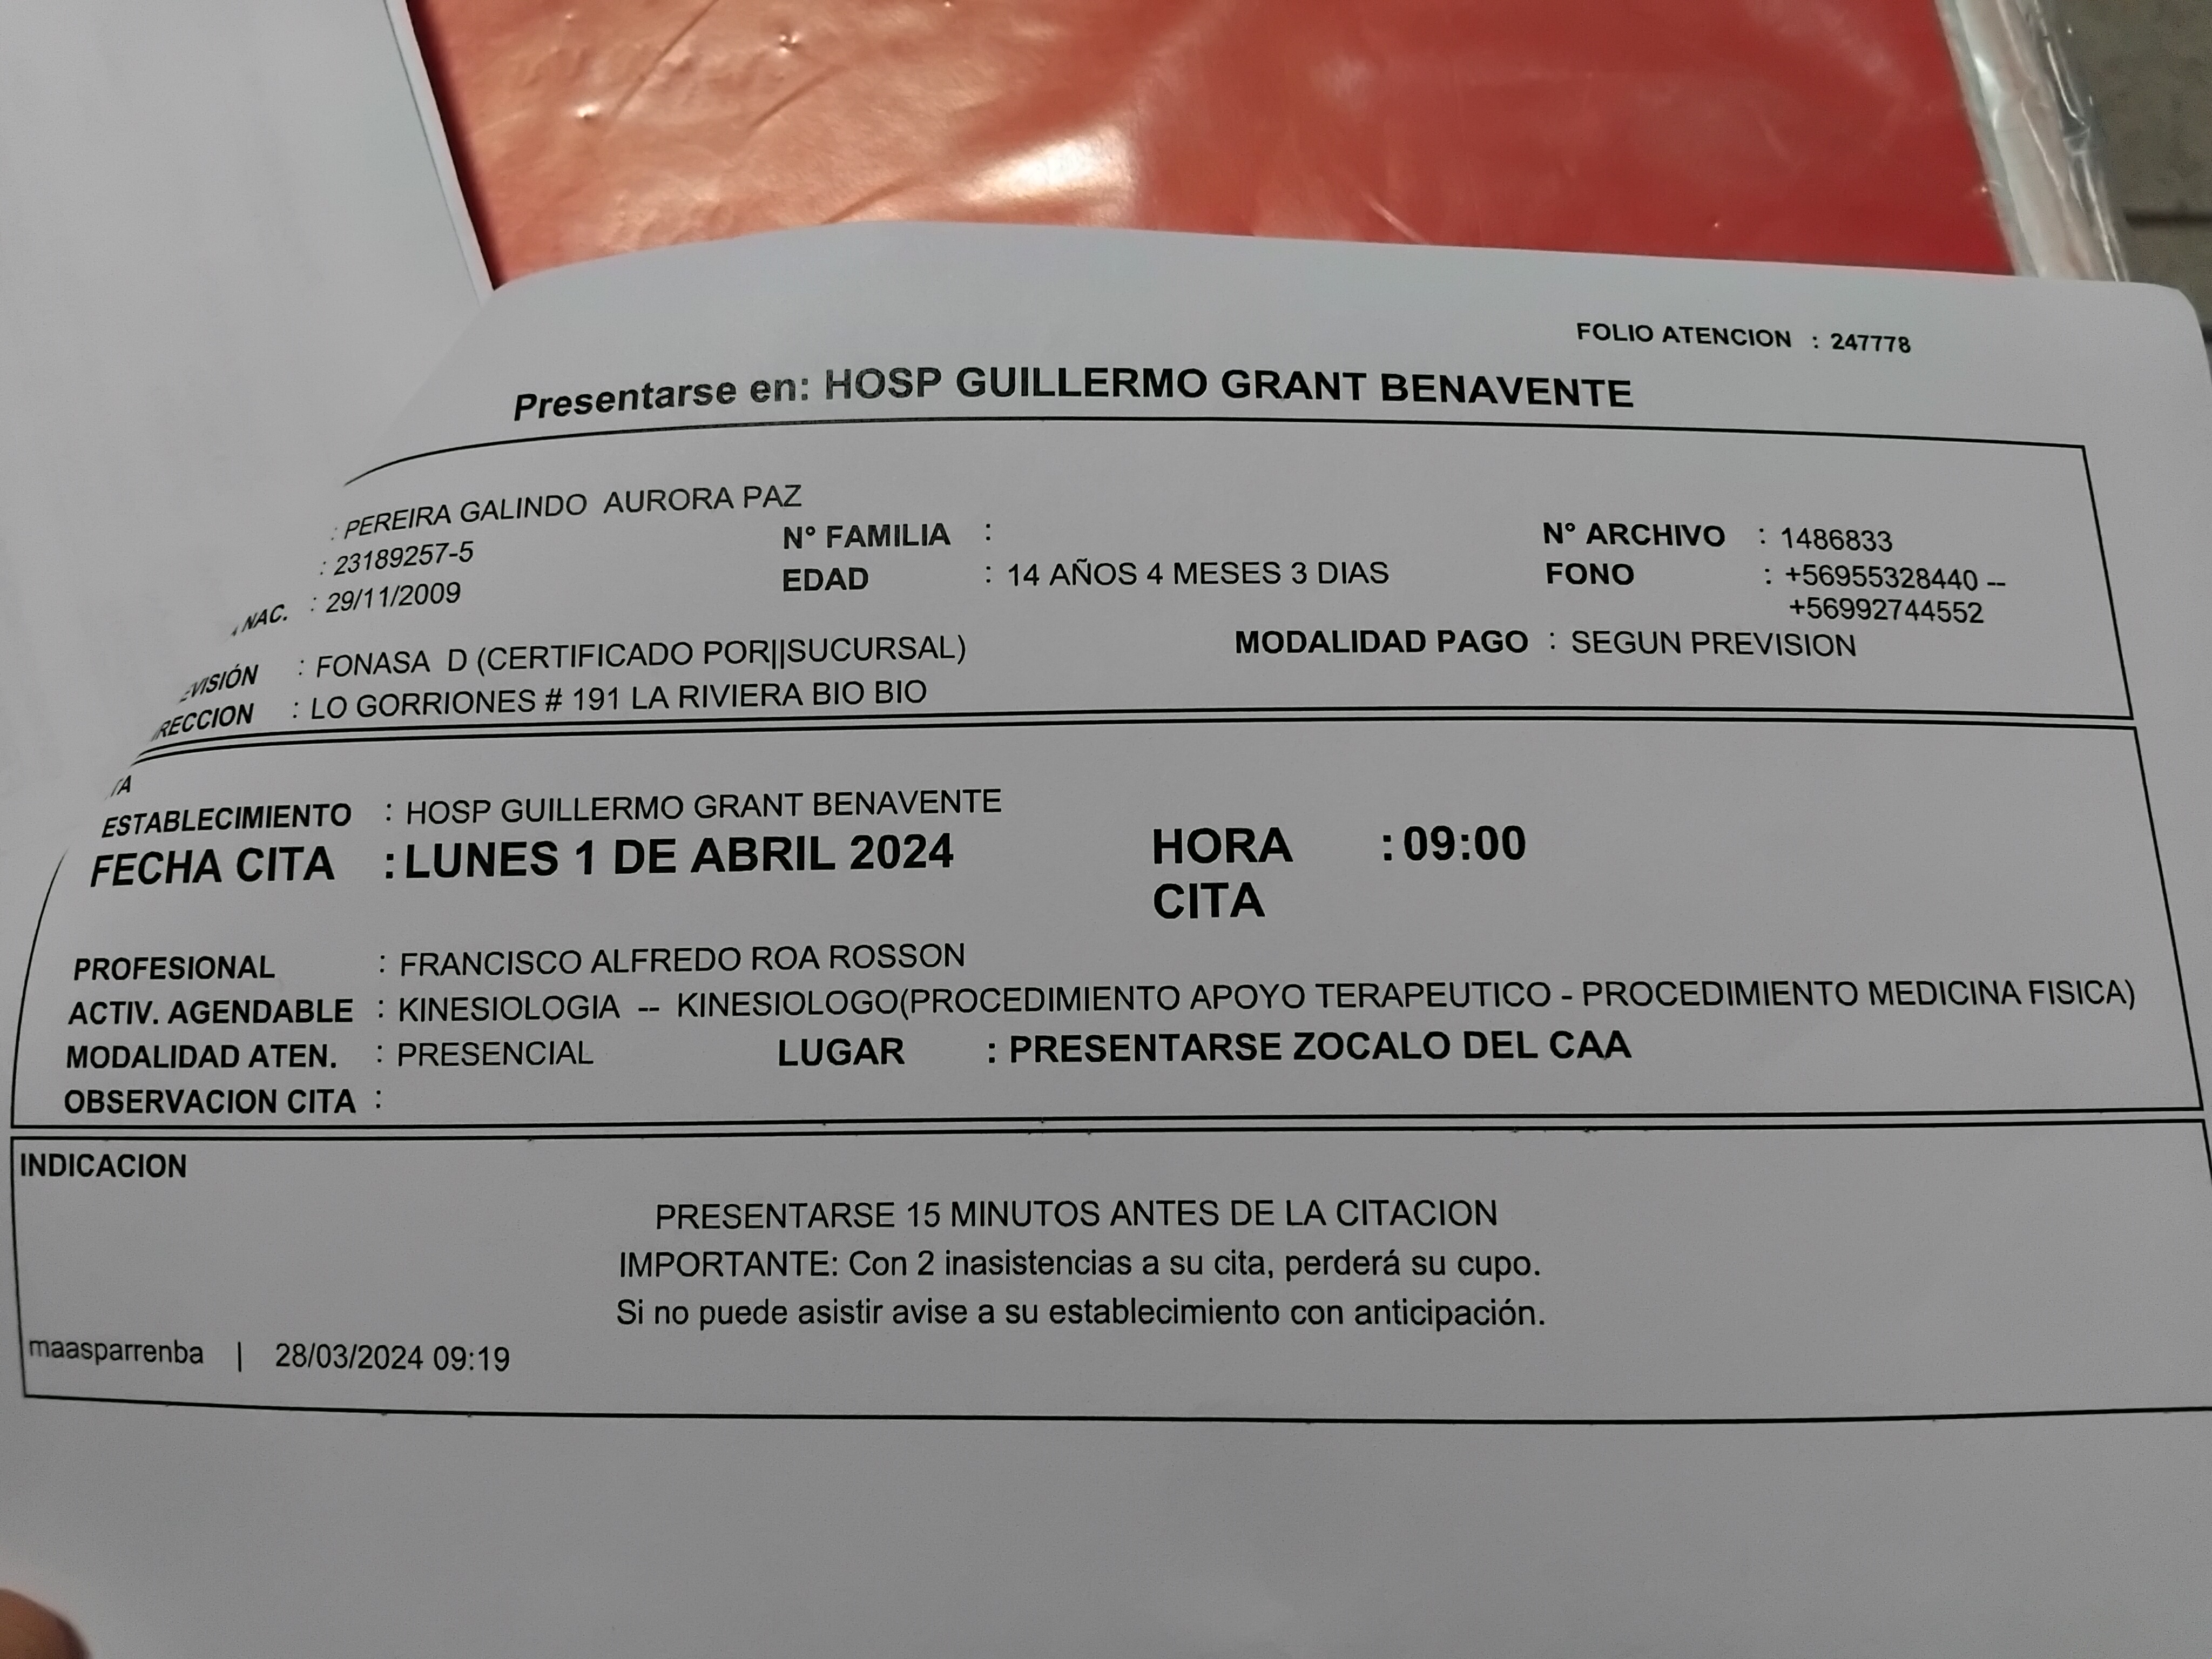 FOLIO ATENCION : 247778
Presentarse en: HOSP GUILLERMO GRANT BENAVENTE
: PEREIRA GALINDO AURORA PAZ
: 23189257-5 N° FAMILIA : N° ARCHIVO : 1486833
NAC. : 29/11/2009 EDAD : 14 AÑOS 4 MESES 3 DIAS FONO : +56955328440 --
+56992744552
EVISIÓN : FONASA D (CERTIFICADO POR||SUCURSAL) MODALIDAD PAGO : SEGUN PREVISION
RECCION : LO GORRIONES # 191 LA RIVIERA BIO BIO
TA
ESTABLECIMIENTO : HOSP GUILLERMO GRANT BENAVENTE
FECHA CITA : LUNES 1 DE ABRIL 2024 HORA : 09:00
CITA
PROFESIONAL : FRANCISCO ALFREDO ROA ROSSON
ACTIV. AGENDABLE : KINESIOLOGIA -- KINESIOLOGO(PROCEDIMIENTO APOYO TERAPEUTICO - PROCEDIMIENTO MEDICINA FISICA)
MODALIDAD ATEN. : PRESENCIAL LUGAR : PRESENTARSE ZOCALO DEL CAA
OBSERVACION CITA :
INDICACION
PRESENTARSE 15 MINUTOS ANTES DE LA CITACION
IMPORTANTE: Con 2 inasistencias a su cita, perderá su cupo.
Si no puede asistir avise a su establecimiento con anticipación.
maasparrenba | 28/03/2024 09:19